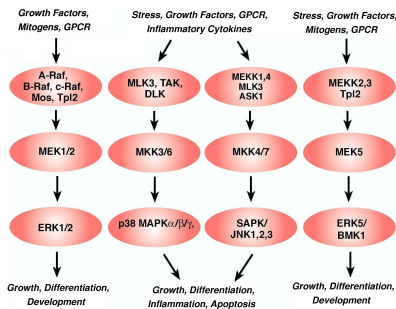 Growth Factors,
Mitogens, GPCR
Stress, Growth Factors, GPCR,
Inflammatory Cytokines
Stress, Growth Factors,
Mitogens, GPCR
A-Raf,
B-Raf, c-Raf,
Mos, Tpl2
MLK3, TAK,
DLK
MEKK1,4
MLK3
ASK1
MEKK2,3
Tpl2
MEK1/2
MKK3/6
MKK4/7
MEK5
ERK1/2
p38 MAPKα/β/γ,
SAPK/
JNK1,2,3
ERK5/
BMK1
Growth, Differentiation,
Development
Growth, Differentiation,
Inflammation, Apoptosis
Growth, Differentiation,
Development